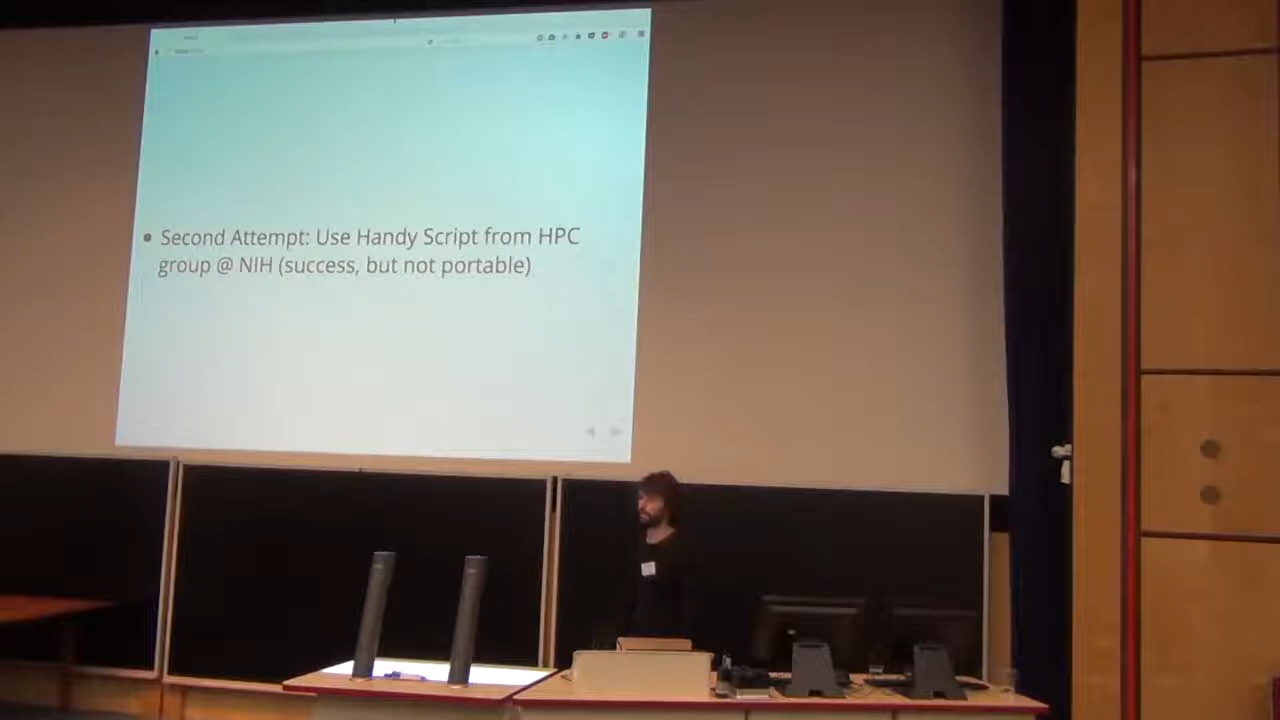 Second Attempt: Use Handy Script from HPC
group @ NIH (success, but not portable)